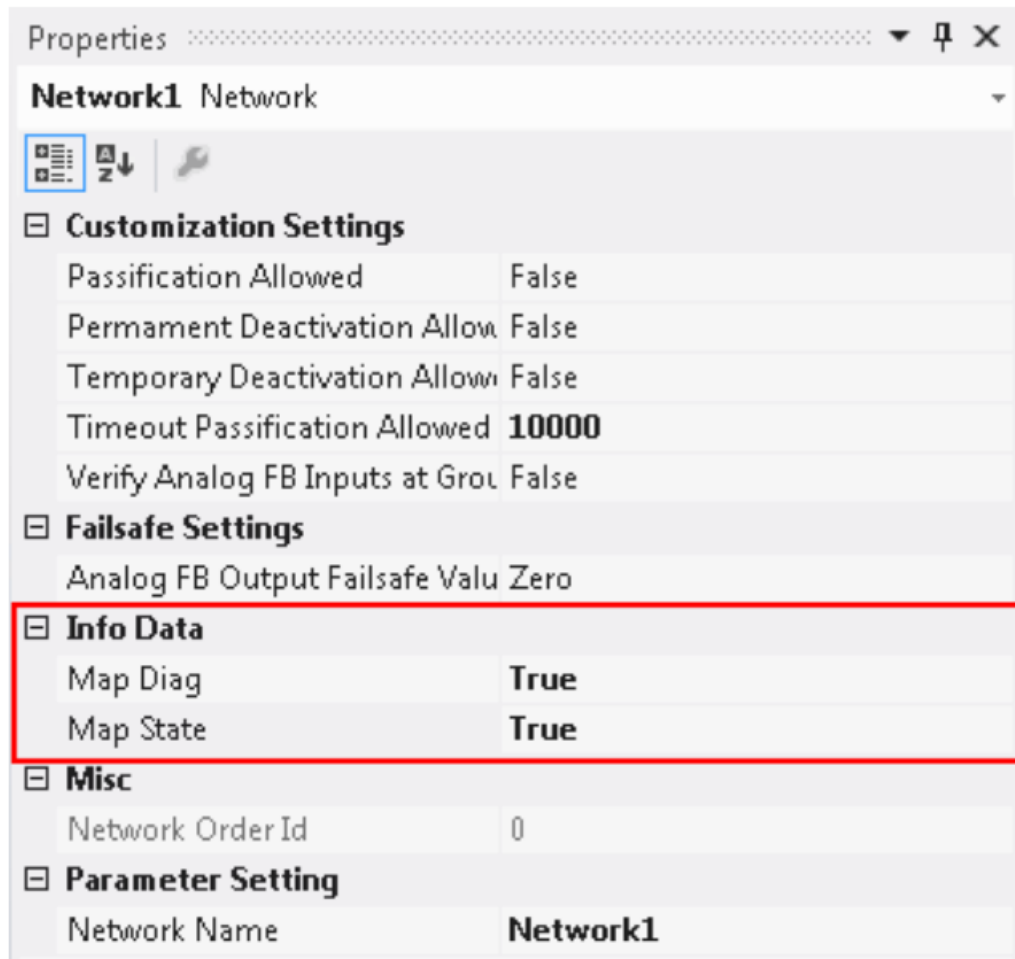 Properties
Network1 Network
Customization Settings
Passification Allowed False
Permament Deactivation Allow False
Temporary Deactivation Allow False
Timeout Passification Allowed 10000
Verify Analog FB Inputs at Grou False
Failsafe Settings
Analog FB Output Failsafe Valu Zero
Info Data
Map Diag True
Map State True
Misc
Network Order Id 0
Parameter Setting
Network Name Network1